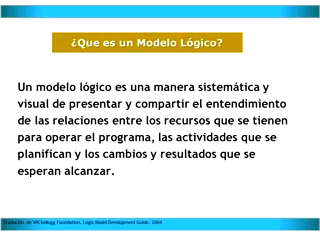 ¿Que es un Modelo Lógico?
Un modelo lógico es una manera sistemática y
visual de presentar y compartir el entendimiento
de las relaciones entre los recursos que se tienen
para operar el programa, las actividades que se
planifican y los cambios y resultados que se
esperan alcanzar.
Traducido de WK Kellogg Foundation. Logic Model Development Guide. 2004